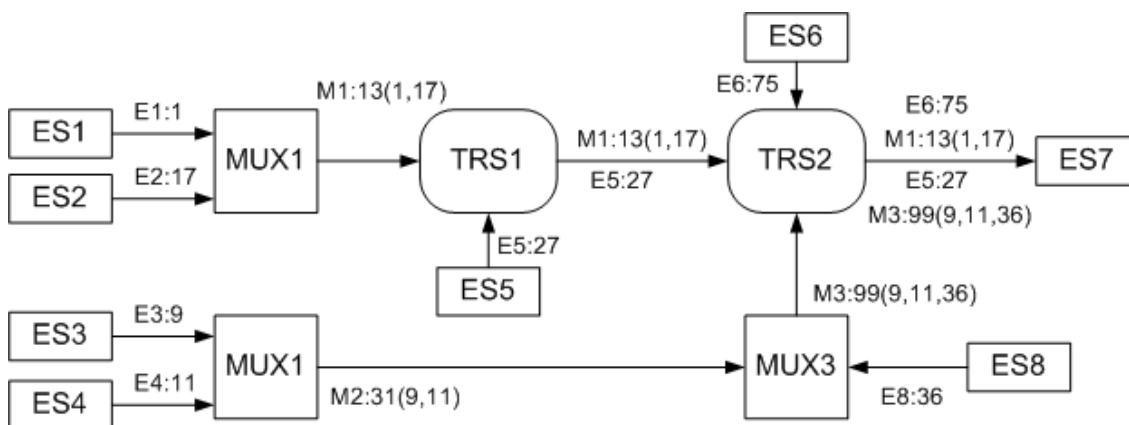 ES6
E6:75
E1:1
M1:13(1,17)
E6:75
ES1
MUX1
TRS1
M1:13(1,17)
TRS2
M1:13(1,17)
ES7
E2:17
E5:27
E5:27
ES2
M3:99(9,11,36)
E5:27
ES5
M3:99(9,11,36)
E3:9
ES3
MUX1
MUX3
ES8
E4:11
M2:31(9,11)
E8:36
ES4